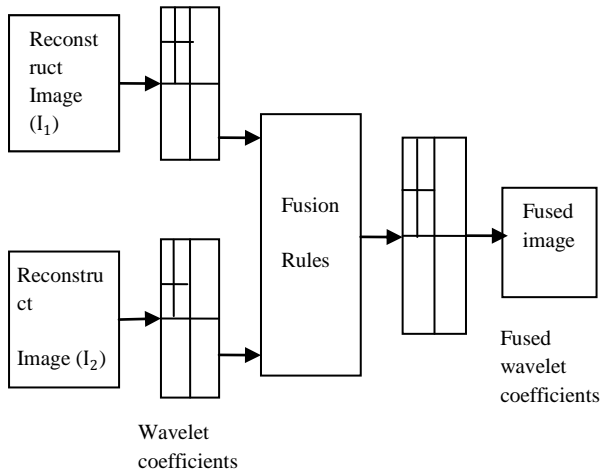 Reconst
ruct
Image
(I₁)
Fusion
Rules
Fused
image
Reconstru
ct
Image (I₂)
Wavelet
coefficients
Fused
wavelet
coefficients